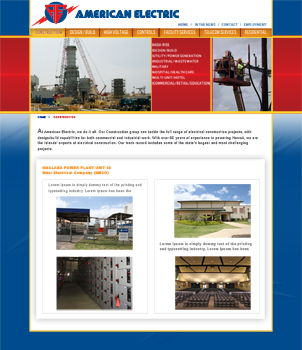 AMERICAN ELECTRIC
HOME | IN THE NEWS | CONTACT | EMPLOYMENT
CONSTRUCTION DESIGN / BUILD HIGH VOLTAGE CONTROLS FACILITY SERVICES TELECOM SERVICES RESIDENTIAL
HIGH-RISE
DESIGN-BUILD
UTILITY/POWER GENERATION
INDUSTRIAL/WASTEWATER
MILITARY
HOSPITAL/HEALTHCARE
MULTI-UNIT/HOTEL
COMMERCIAL/RETAIL/EDUCATION
HOME > CONSTRUCTION
At American Electric, we do it all. Our Construction group can tackle the full range of electrical construction projects, with
design/build capabilities for both commercial and industrial work. With over 60 years of experience in powering Hawaii, we are
the islands' experts at electrical construction. Our track record includes some of the state's largest and most challenging
projects.
MAALAEA POWER PLANT UNIT 18
Maui Electrical Company (MECO)
Lorem Ipsum is simply dummy text of the printing and
typesetting industry. Lorem Ipsum has been the
Lorem Ipsum is simply dummy text of the printing
and typesetting industry. Lorem Ipsum has been